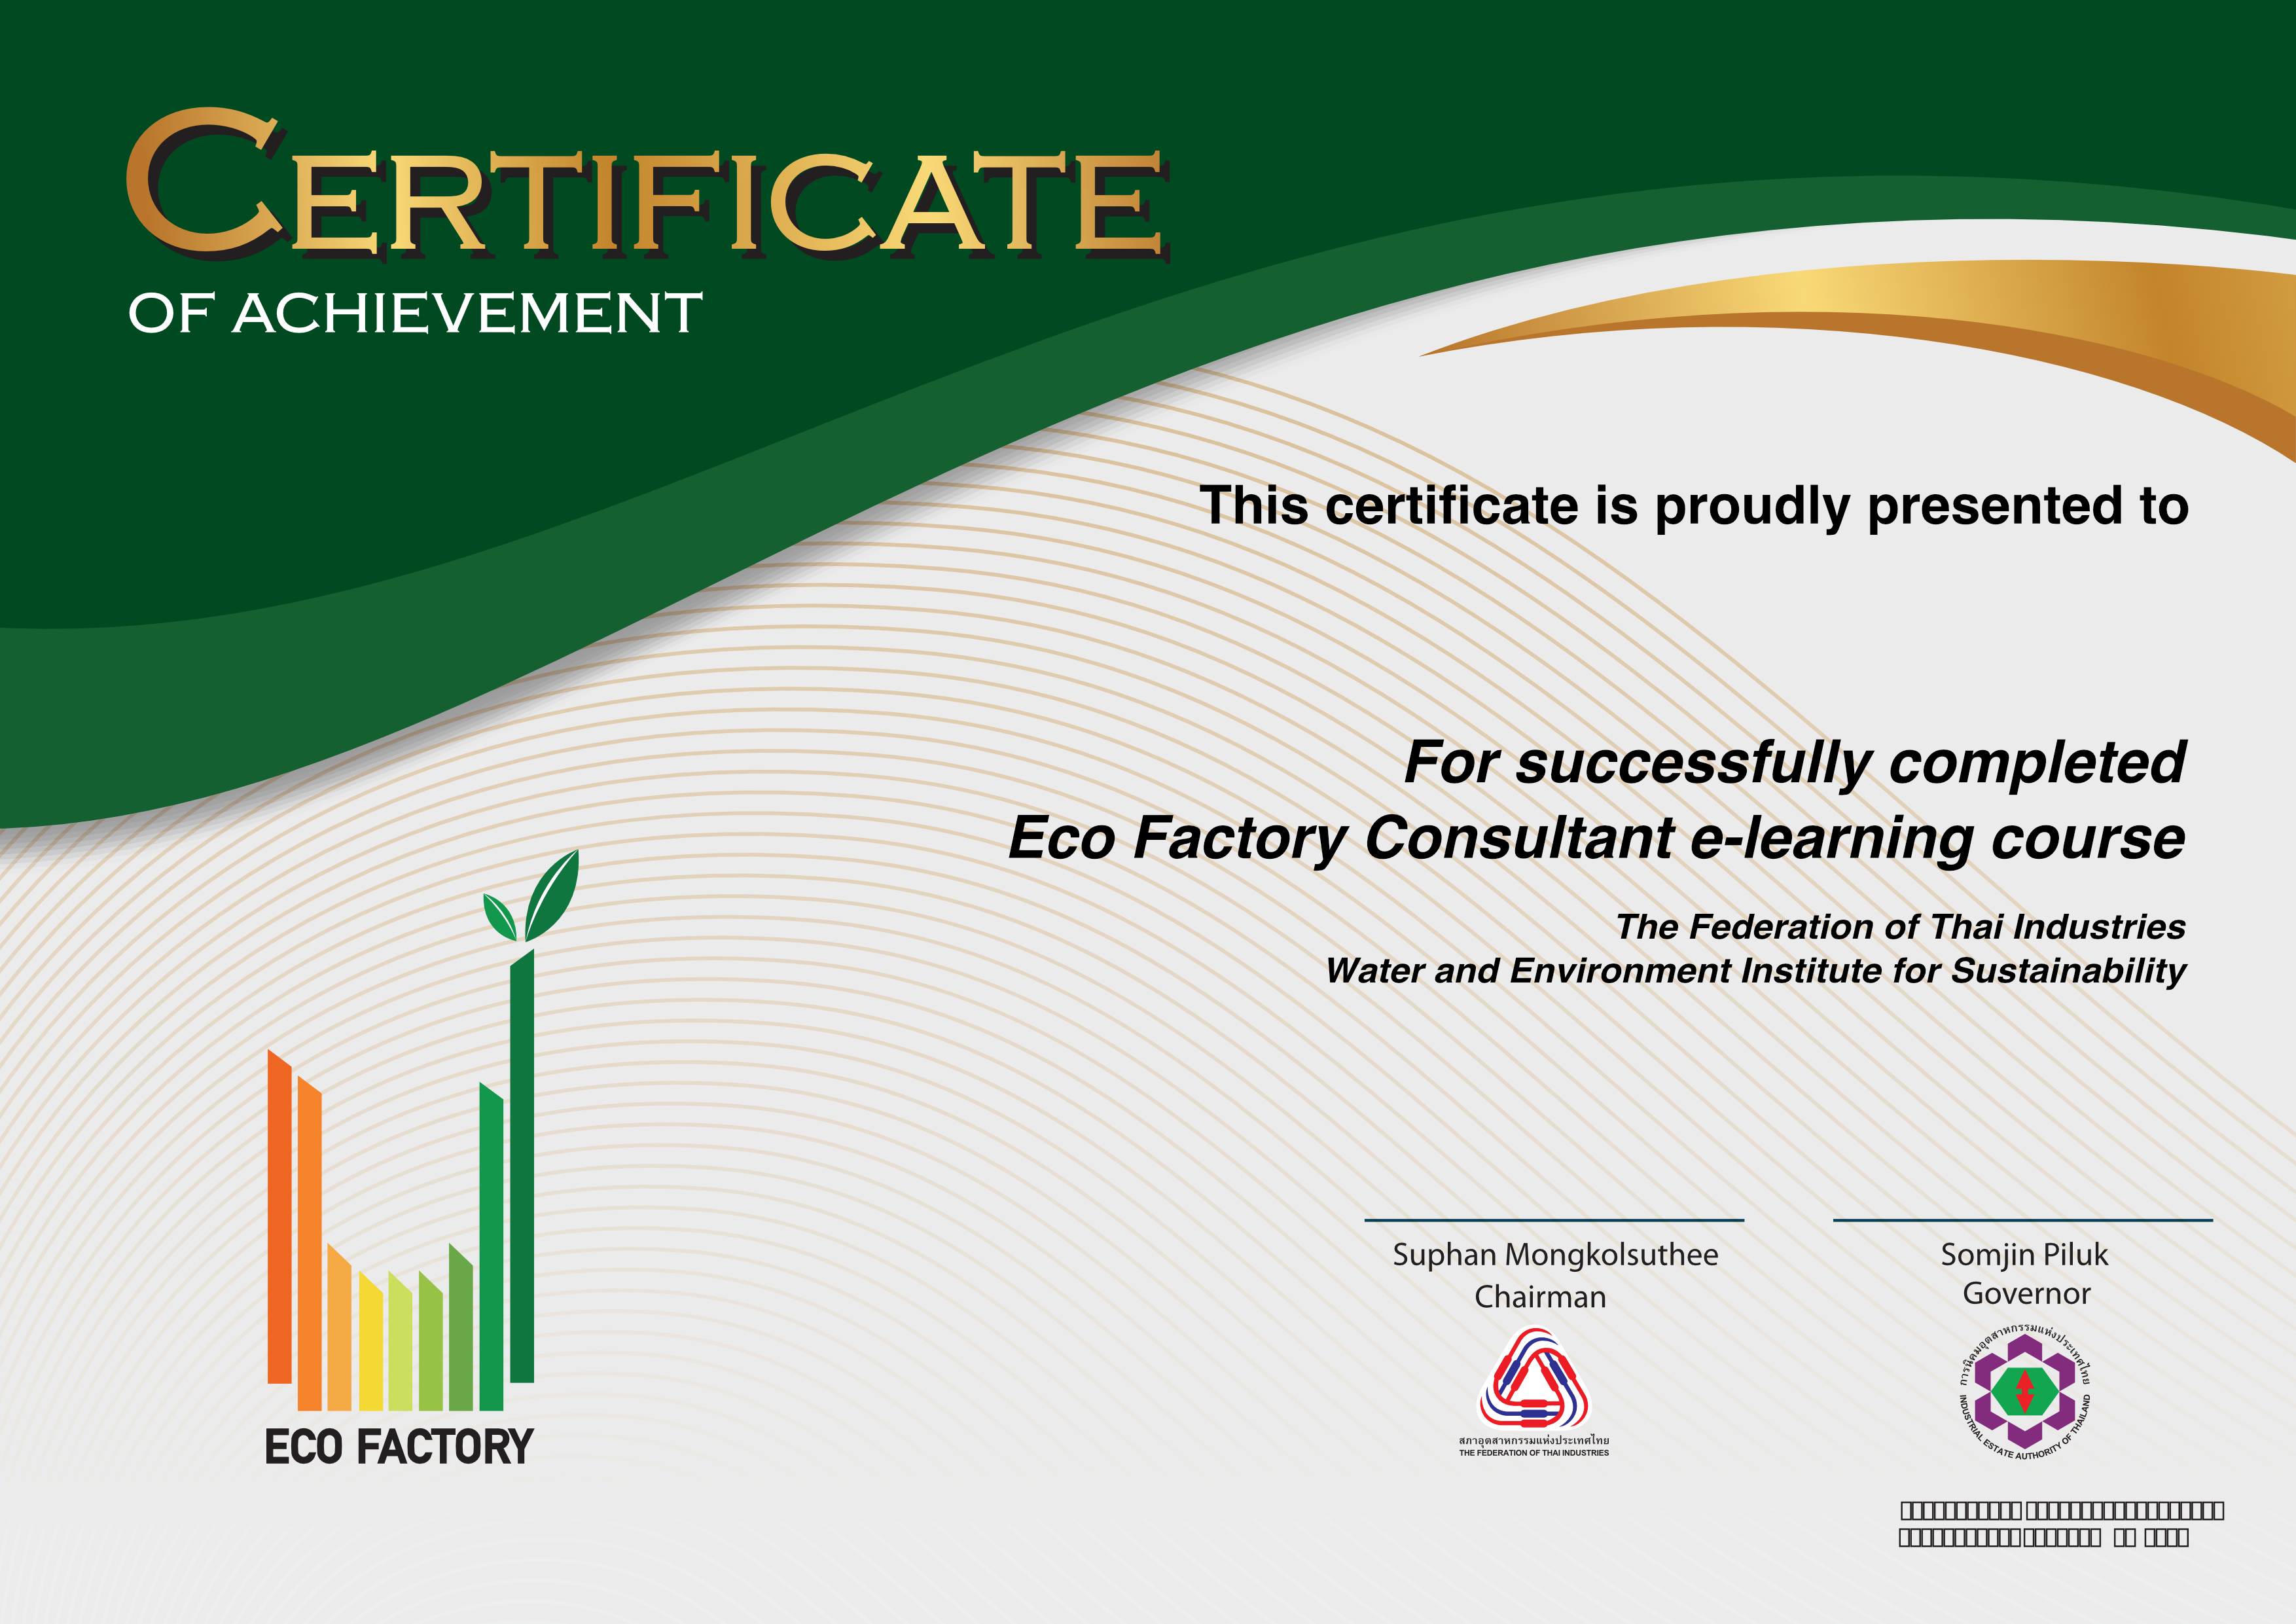 CERTIFICATE
OF ACHIEVEMENT
This certificate is proudly presented to
For successfully completed
Eco Factory Consultant e-learning course
The Federation of Thai Industries
Water and Environment Institute for Sustainability
Suphan Mongkolsuthee
Chairman
Somjin Piluk
Governor
สภาอุตสาหกรรมแห่งประเทศไทย
THE FEDERATION OF THAI INDUSTRIES
การนิคมอุตสาหกรรมแห่งประเทศไทย
INDUSTRIAL ESTATE AUTHORITY OF THAILAND
ECO FACTORY